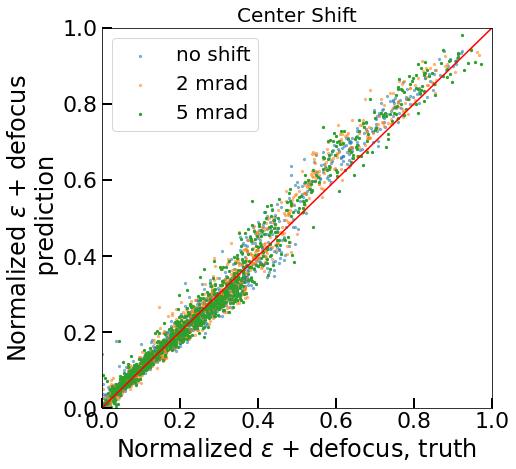 Center Shift
no shift
2 mrad
5 mrad
Normalized ε + defocus
prediction
1.0
0.8
0.6
0.4
0.2
0.0
0.0 0.2 0.4 0.6 0.8 1.0
Normalized ε + defocus, truth